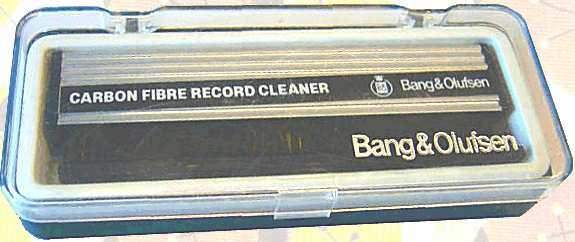 CARBON FIBRE RECORD CLEANER Bang & Olufsen
Bang & Olufsen